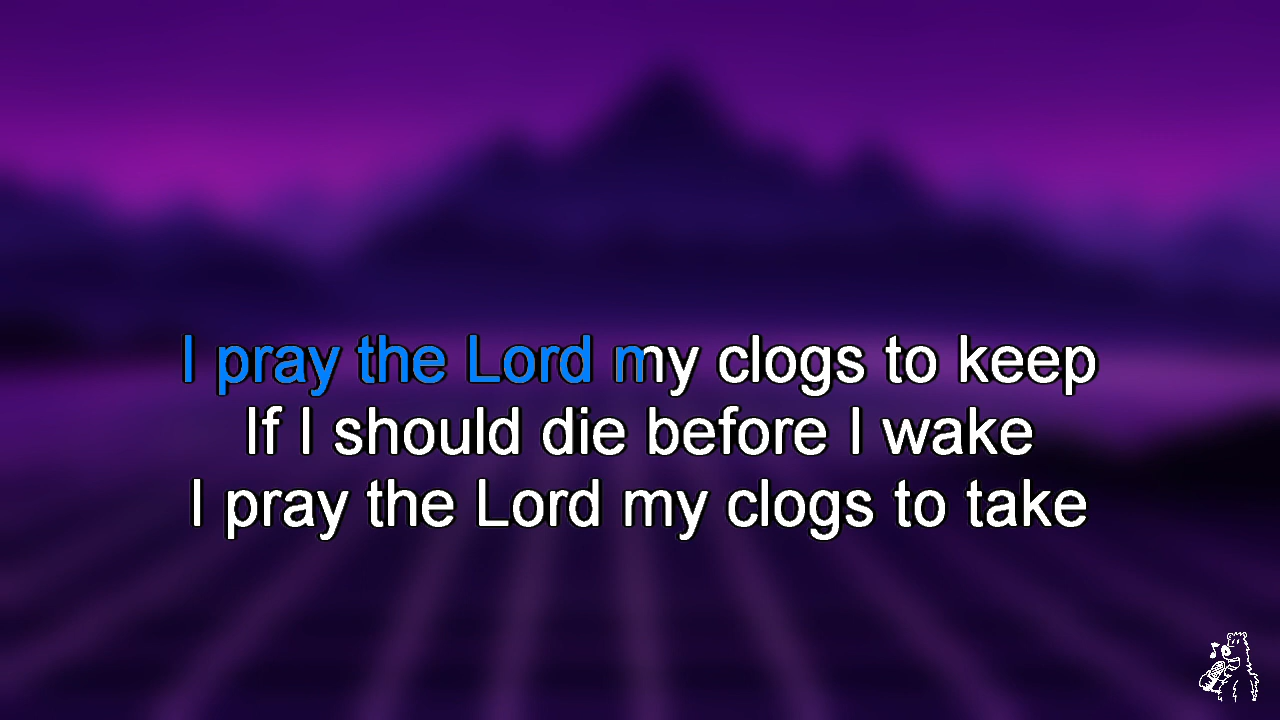 I pray the Lord my clogs to keep
If I should die before I wake
I pray the Lord my clogs to take